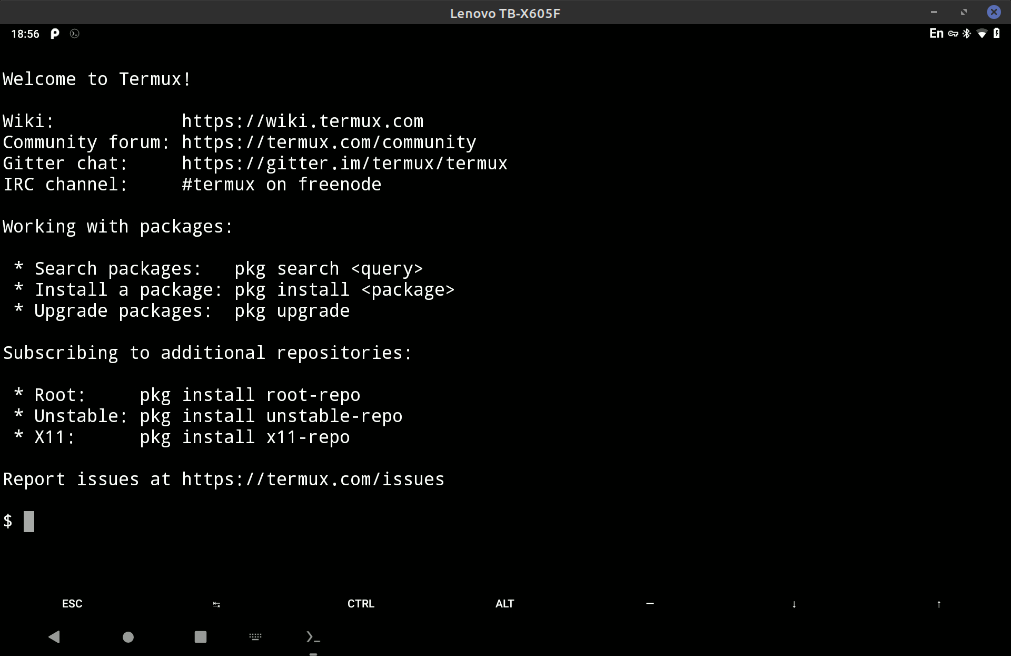 Lenovo TB-X605F
18:56
En
Welcome to Termux!
Wiki: https://wiki.termux.com
Community forum: https://termux.com/community
Gitter chat: https://gitter.im/termux/termux
IRC channel: #termux on freenode
Working with packages:
* Search packages: pkg search <query>
* Install a package: pkg install <package>
* Upgrade packages: pkg upgrade
Subscribing to additional repositories:
* Root: pkg install root-repo
* Unstable: pkg install unstable-repo
* X11: pkg install x11-repo
Report issues at https://termux.com/issues
$
ESC ↹ CTRL ALT — ↓ ↑